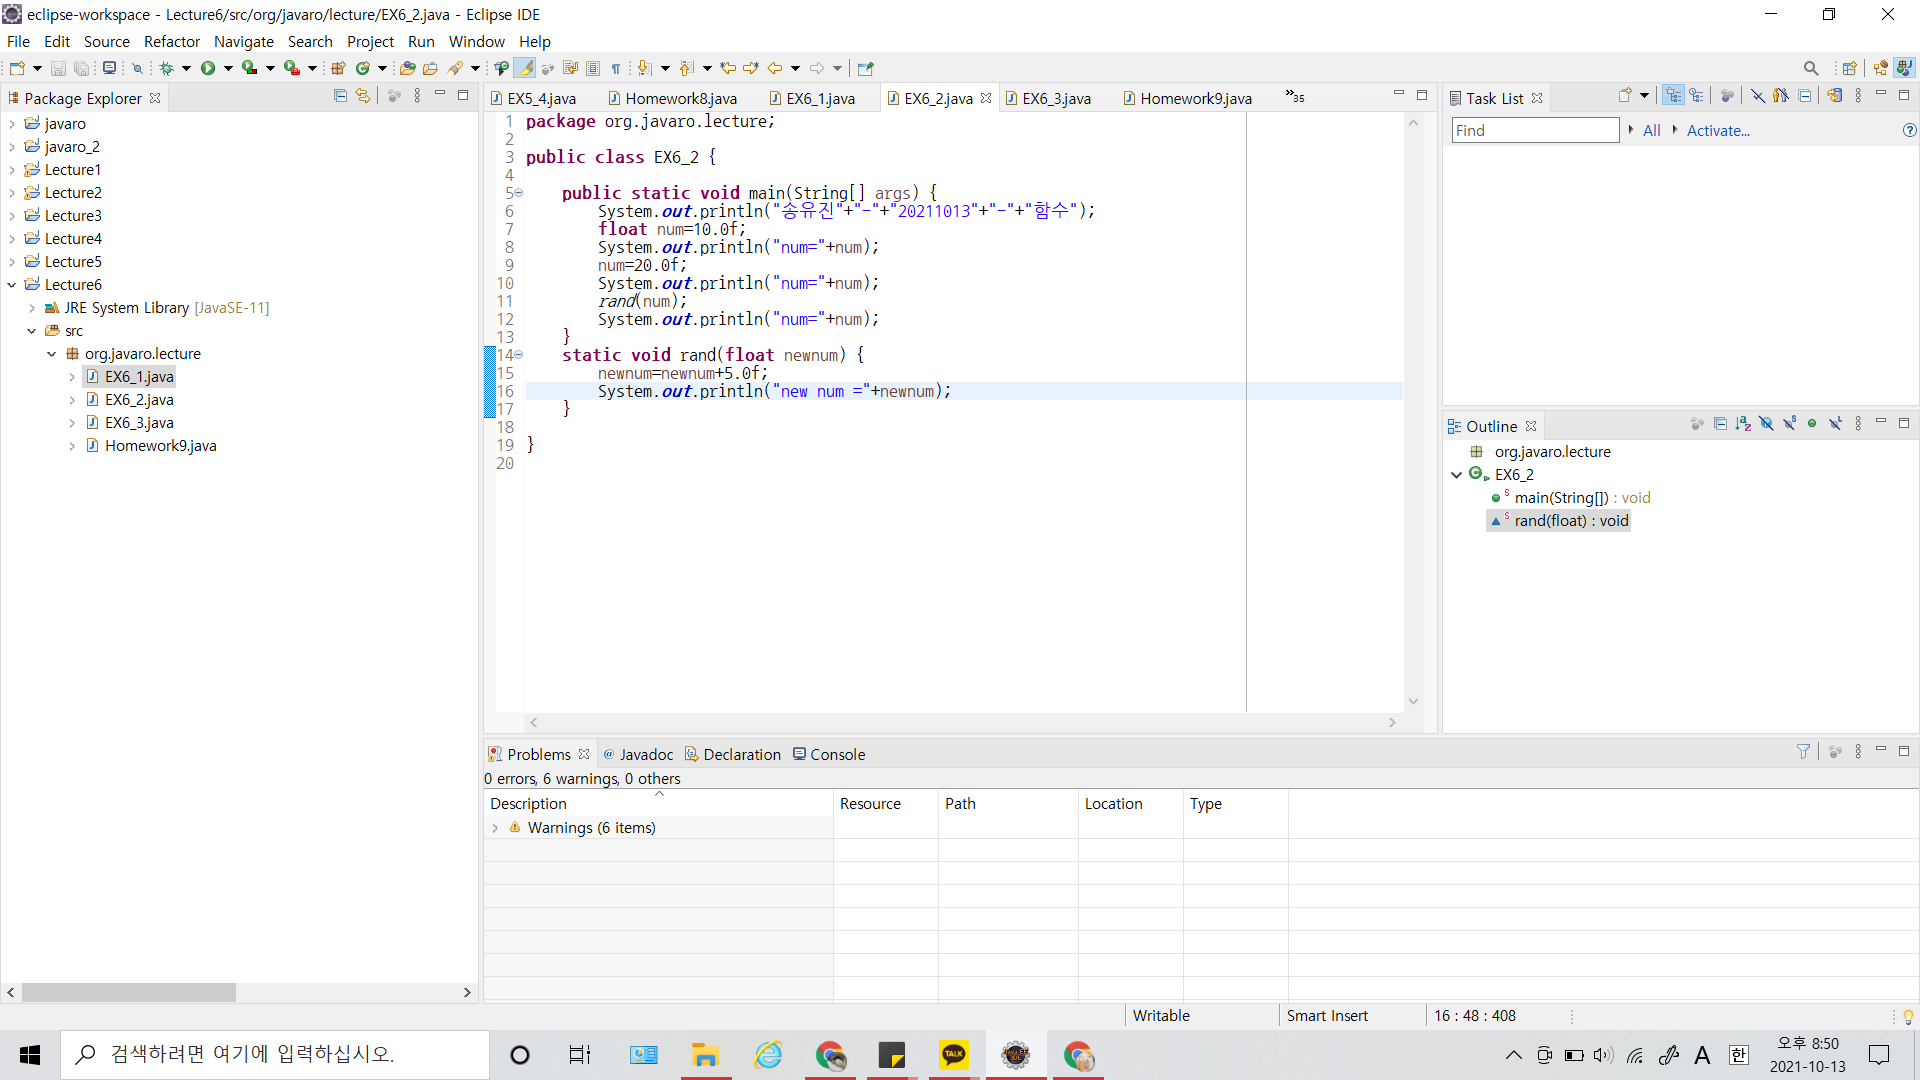 eclipse-workspace - Lecture6/src/org/javaro/lecture/EX6_2.java - Eclipse IDE
File Edit Source Refactor Navigate Search Project Run Window Help
Package Explorer
javaro
javaro_2
Lecture1
Lecture2
Lecture3
Lecture4
Lecture5
Lecture6
JRE System Library [JavaSE-11]
src
org.javaro.lecture
EX6_1.java
EX6_2.java
EX6_3.java
Homework9.java
EX5_4.java Homework8.java EX6_1.java EX6_2.java EX6_3.java Homework9.java »35
1 package org.javaro.lecture;
2
3 public class EX6_2 {
4
5 public static void main(String[] args) {
6 System.out.println("송유진"+"-"+"20211013"+"-"+"함수");
7 float num=10.0f;
8 System.out.println("num="+num);
9 num=20.0f;
10 System.out.println("num="+num);
11 rand(num);
12 System.out.println("num="+num);
13 }
14 static void rand(float newnum) {
15 newnum=newnum+5.0f;
16 System.out.println("new num ="+newnum);
17 }
18
19 }
20
Task List
Find All Activate...
Outline
org.javaro.lecture
EX6_2
main(String[]) : void
rand(float) : void
Problems @ Javadoc Declaration Console
0 errors, 6 warnings, 0 others
Description Resource Path Location Type
Warnings (6 items)
Writable Smart Insert 16 : 48 : 408
검색하려면 여기에 입력하십시오.
TALK
A 한
오후 8:50
2021-10-13